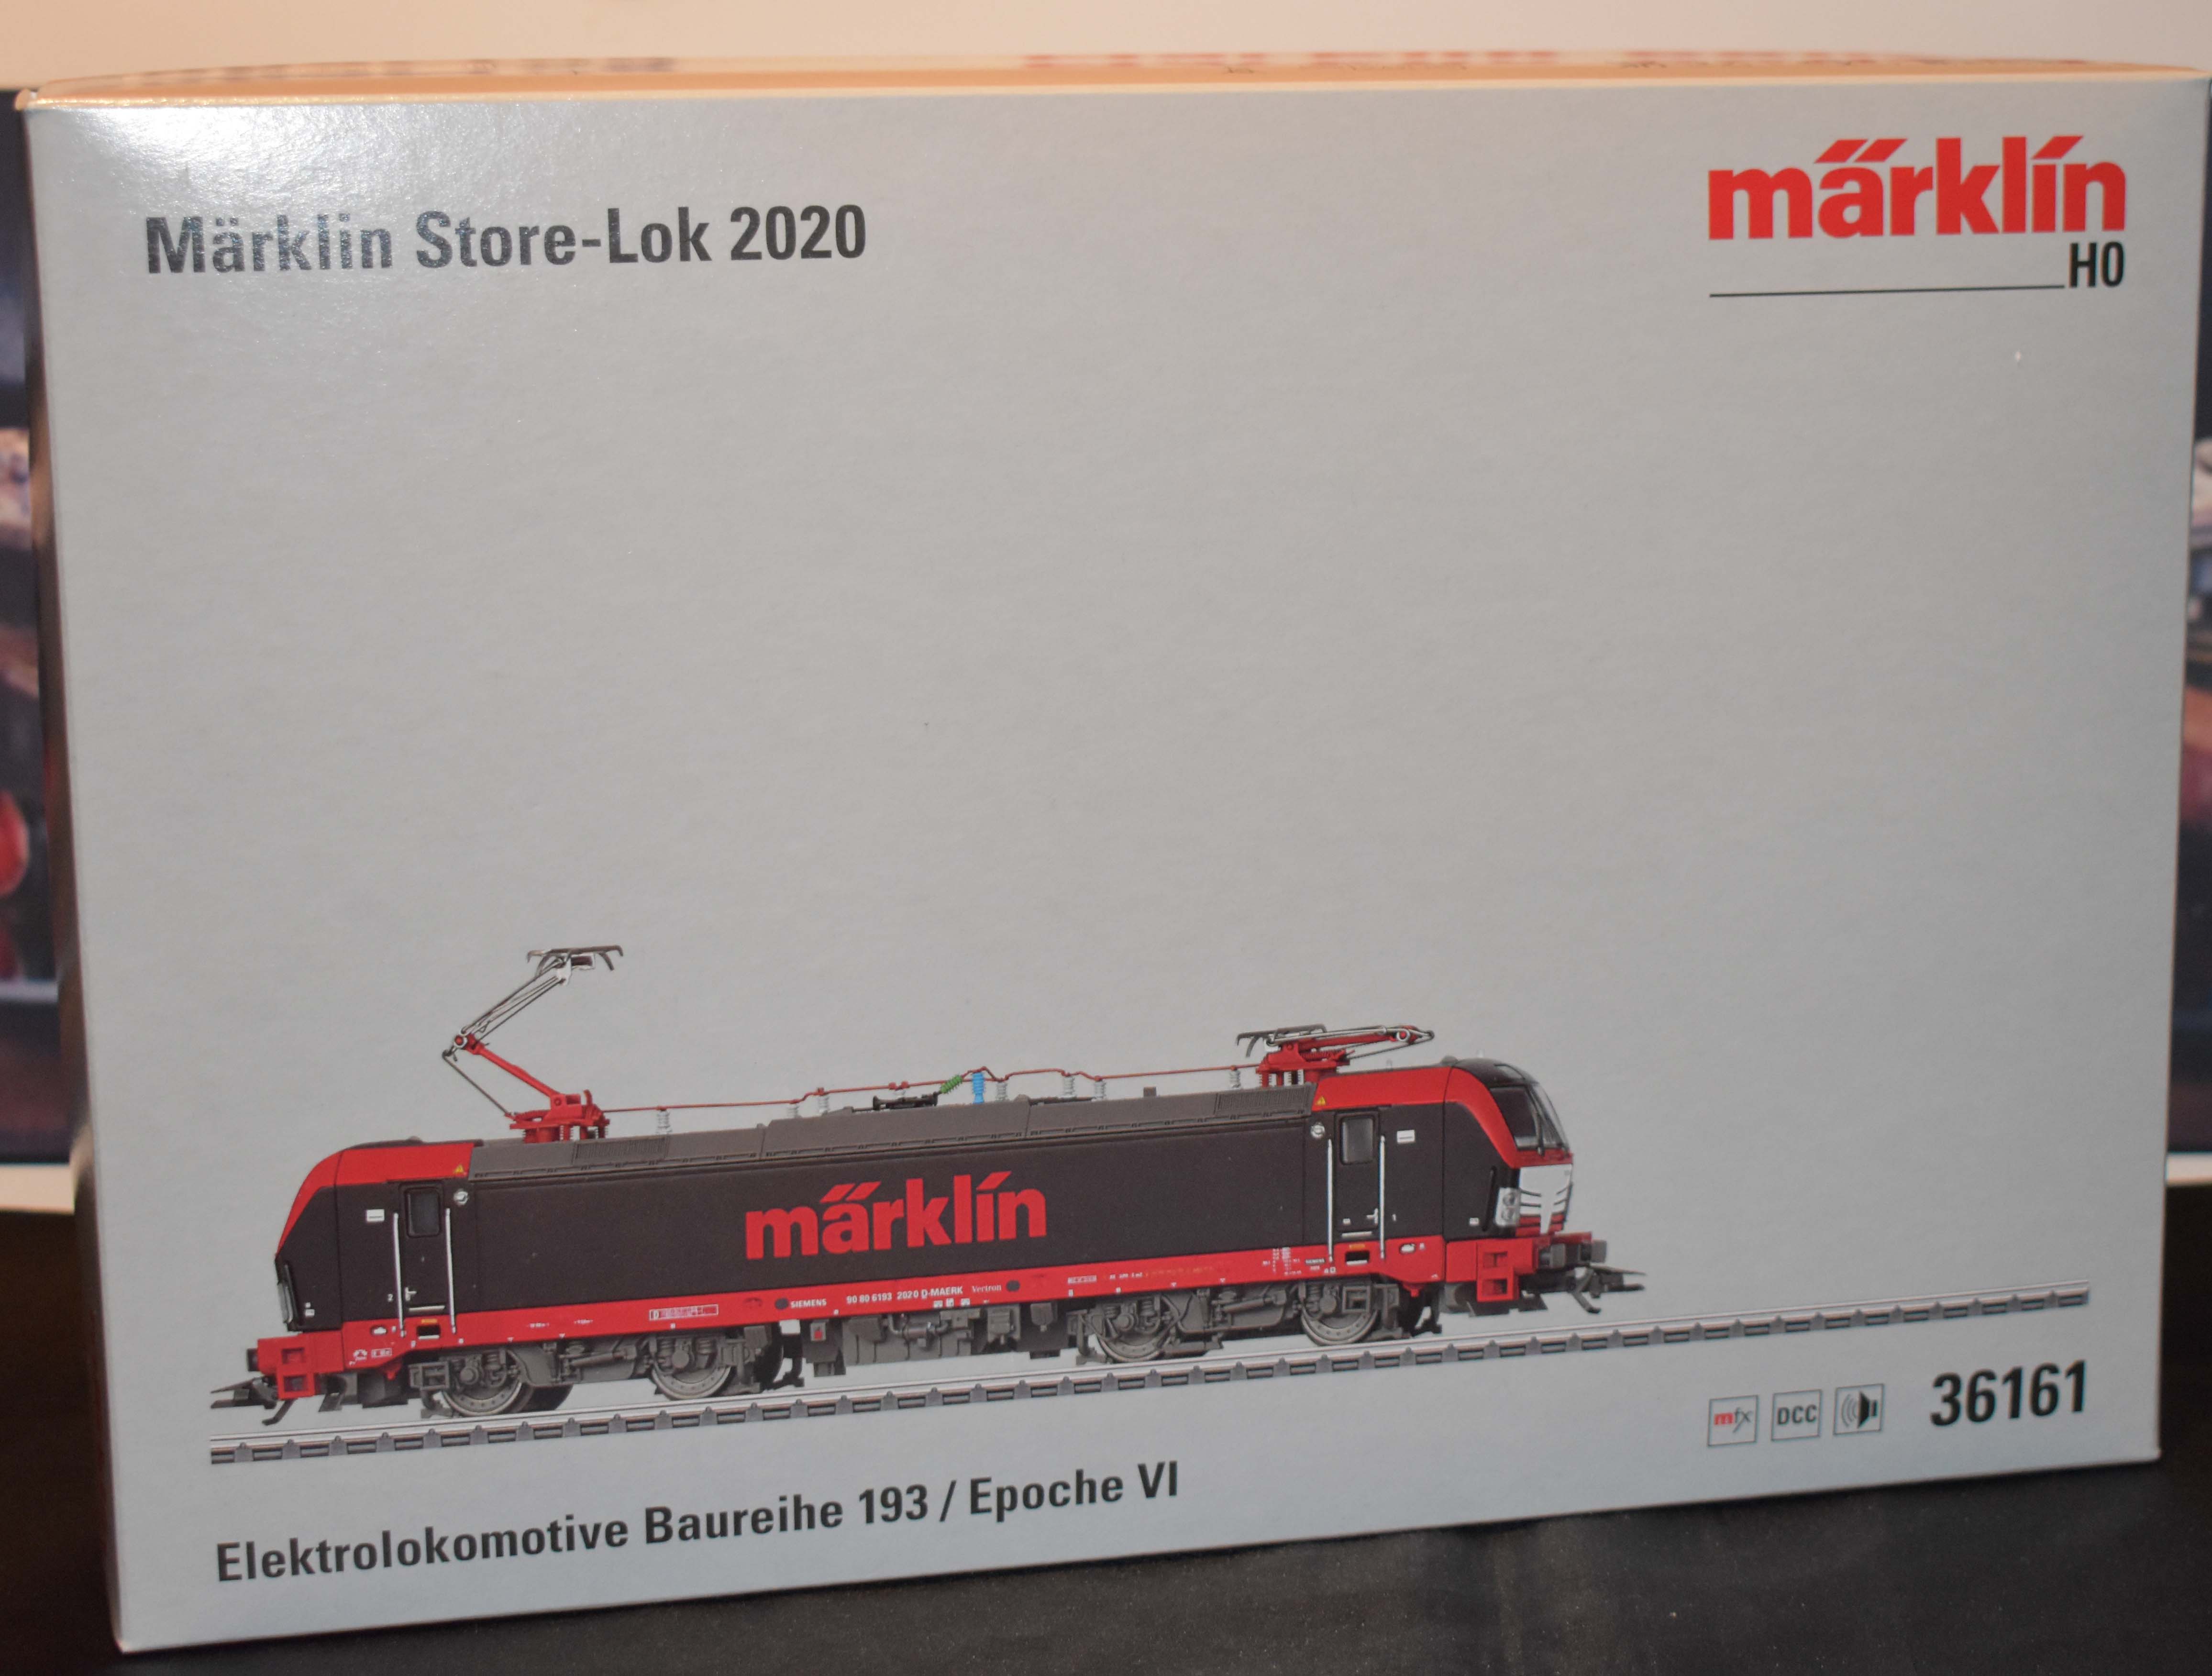 Märklin Store-Lok 2020
märklin
H0
märklin
SIEMENS 90 80 6193 2020 D-MAERK Vectron
mfx DCC 36161
Elektrolokomotive Baureihe 193 / Epoche VI